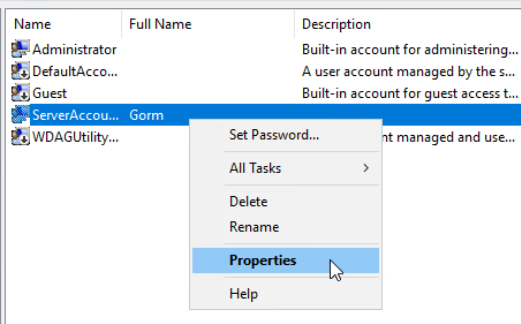 Name Full Name Description
Administrator Built-in account for administering...
DefaultAcco... A user account managed by the s...
Guest Built-in account for guest access t...
ServerAccou... Gorm
WDAGUtility... nt managed and use...
Set Password...
All Tasks
Delete
Rename
Properties
Help